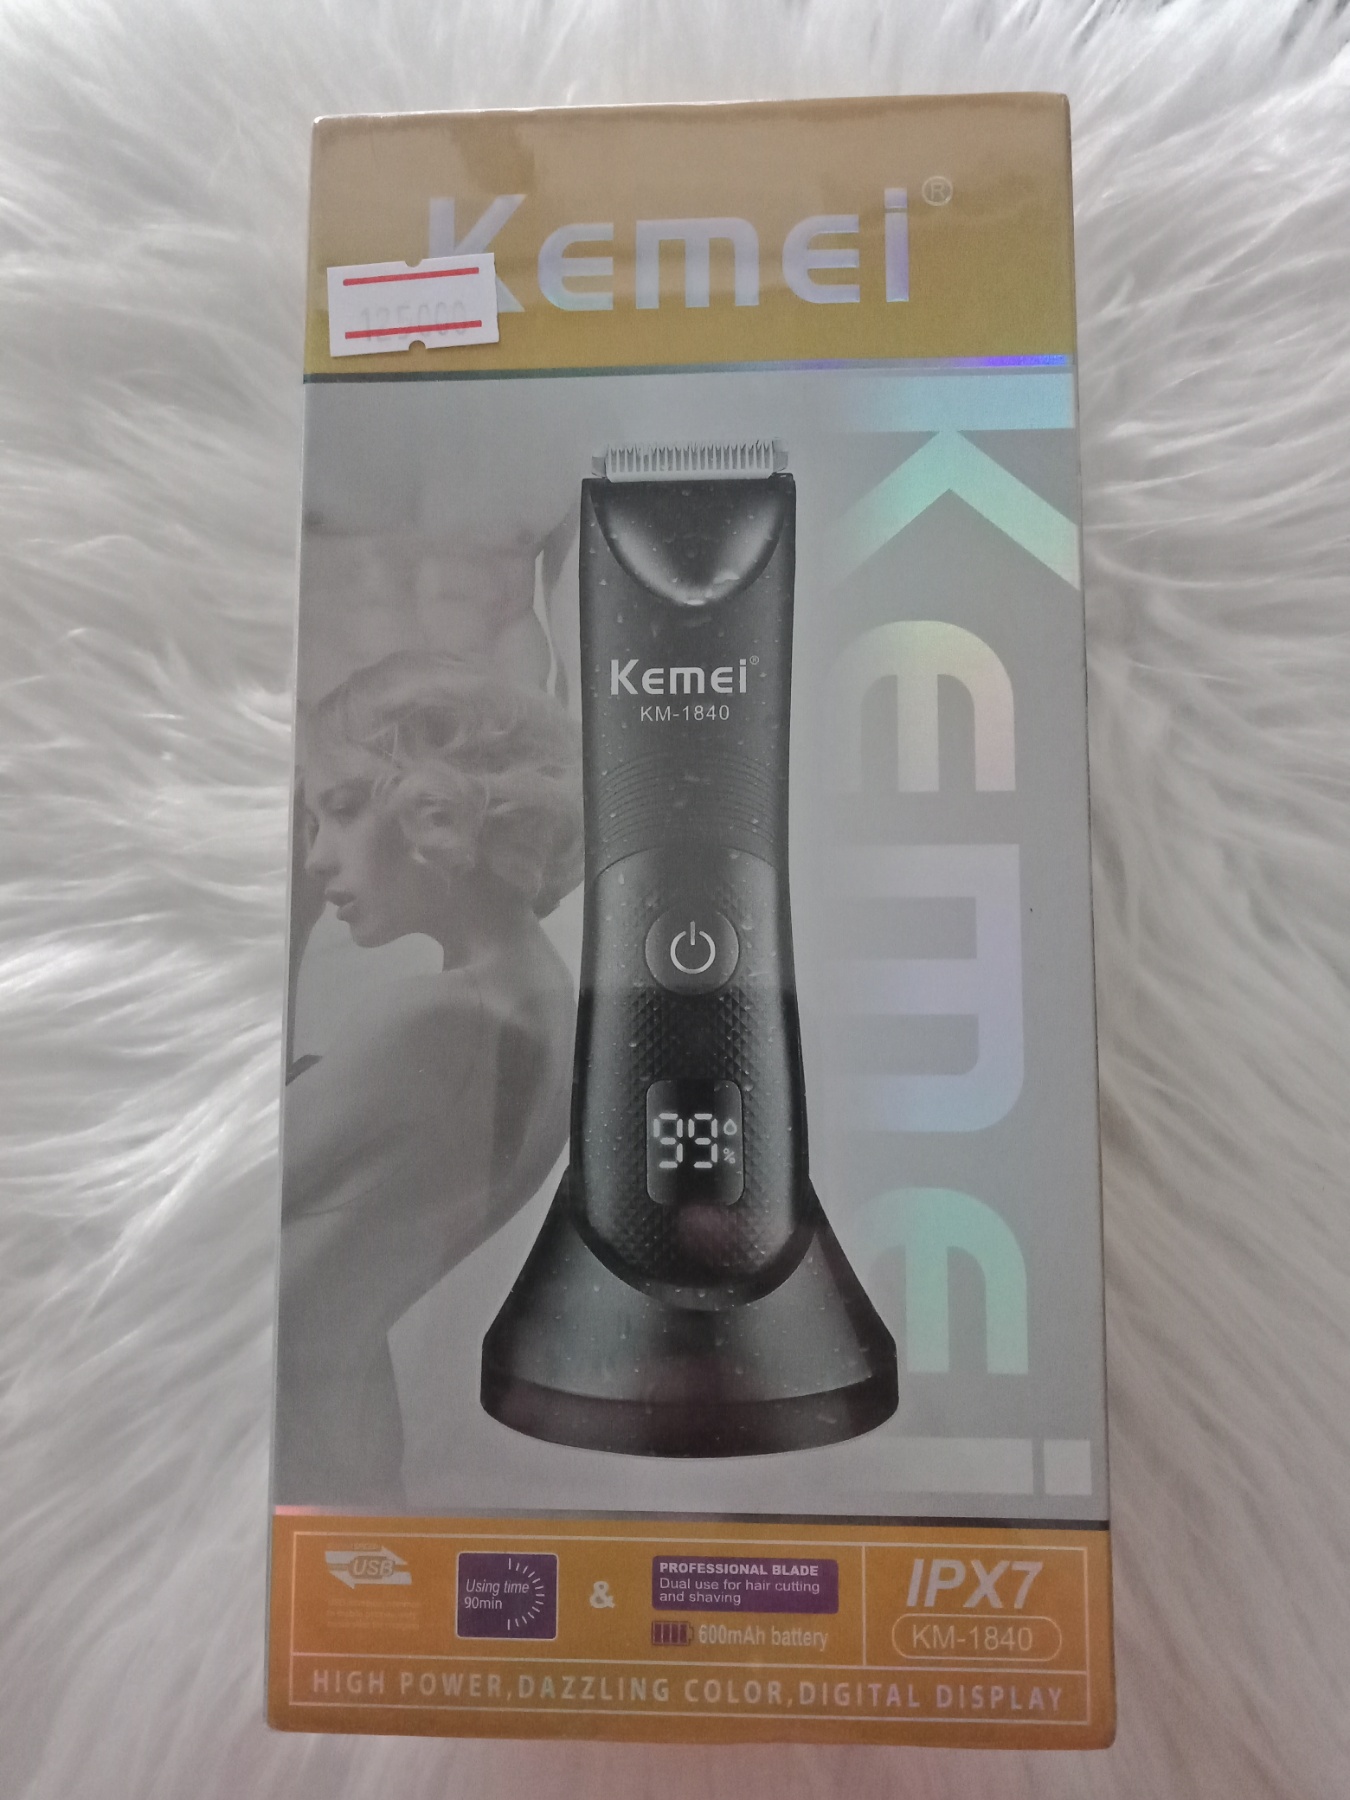 Kemei®
125000
Kemei
Kemei®
KM-1840
99
%
USB
Using time
90min
&
PROFESSIONAL BLADE
Dual use for hair cutting
and shaving
600mAh battery
IPX7
KM-1840
HIGH POWER,DAZZLING COLOR,DIGITAL DISPLAY